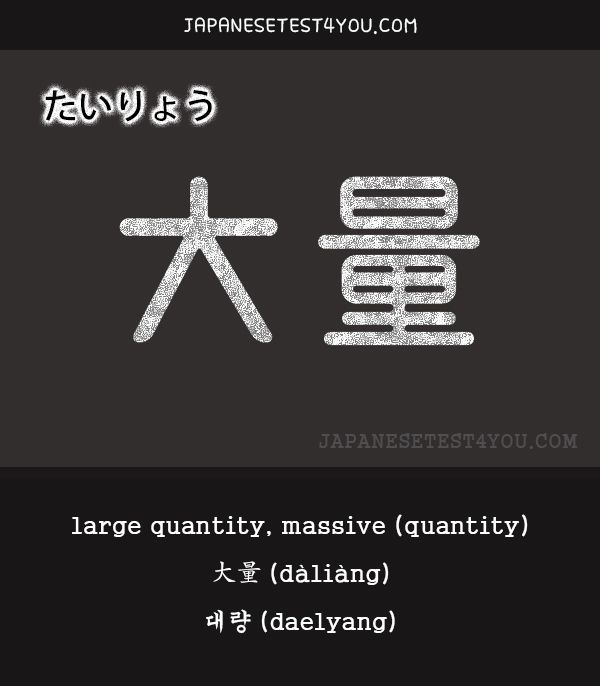 JAPANESETEST4YOU.COM
たいりょう
大量
JAPANESETEST4YOU.COM
large quantity, massive (quantity)
大量 (dàliàng)
대량 (daelyang)